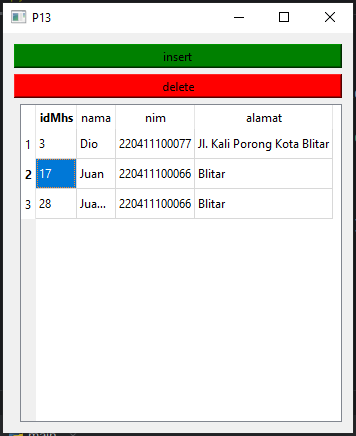 P13
insert
delete
idMhs nama nim alamat
1 3 Dio 220411100077 Jl. Kali Porong Kota Blitar
2 17 Juan 220411100066 Blitar
3 28 Jua... 220411100066 Blitar